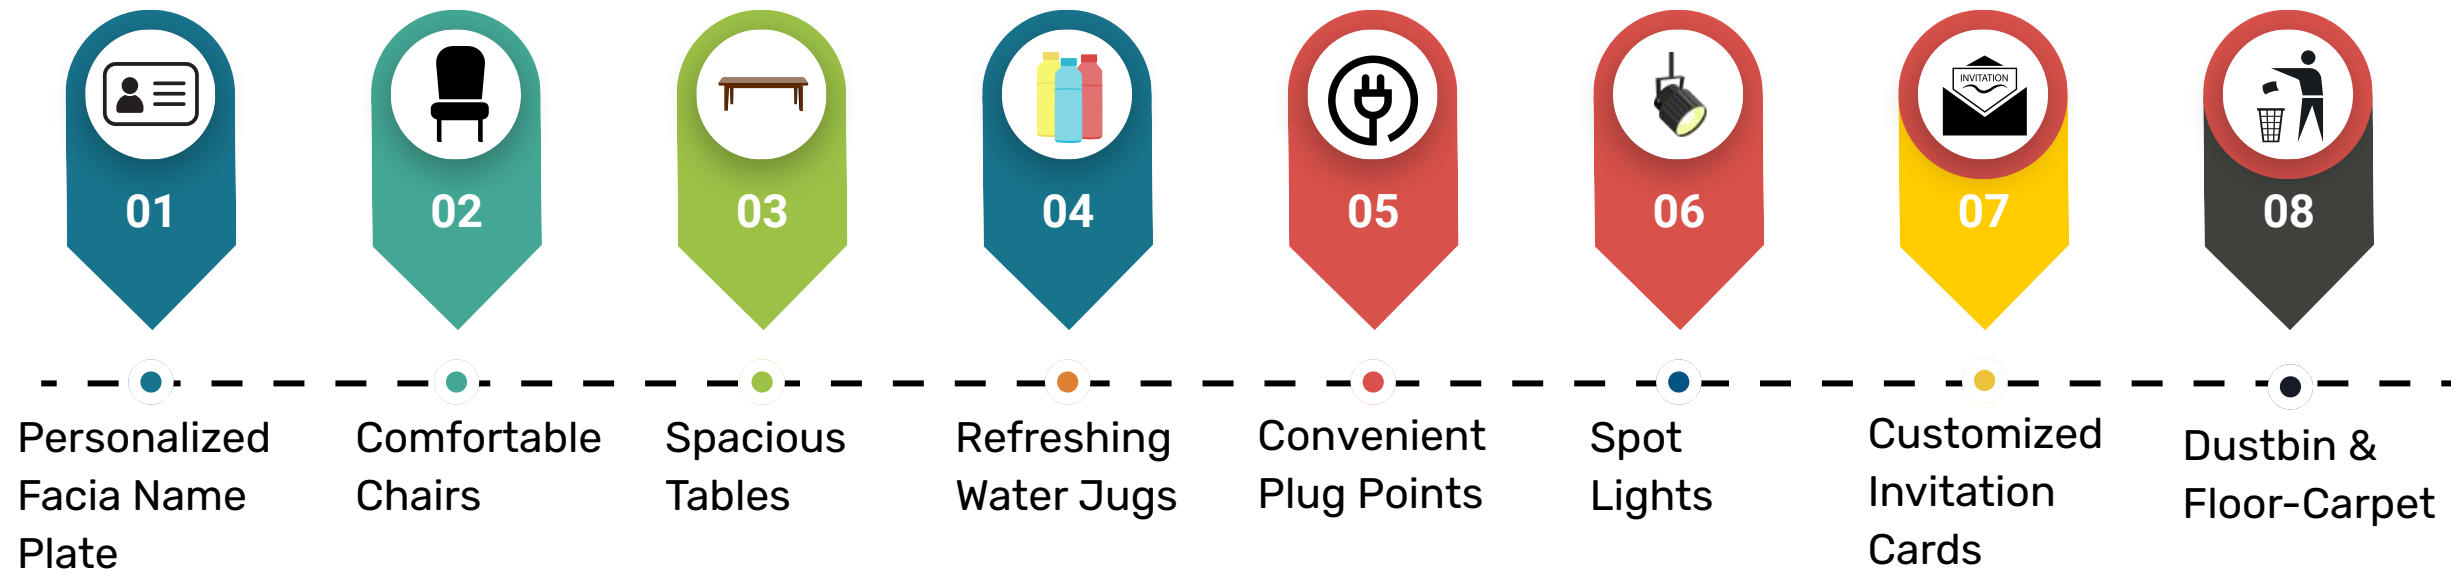 INVITATION
01
02
03
04
05
06
07
08
Personalized
Facia Name
Plate
Comfortable
Chairs
Spacious
Tables
Refreshing
Water Jugs
Convenient
Plug Points
Spot
Lights
Customized
Invitation
Cards
Dustbin &
Floor-Carpet